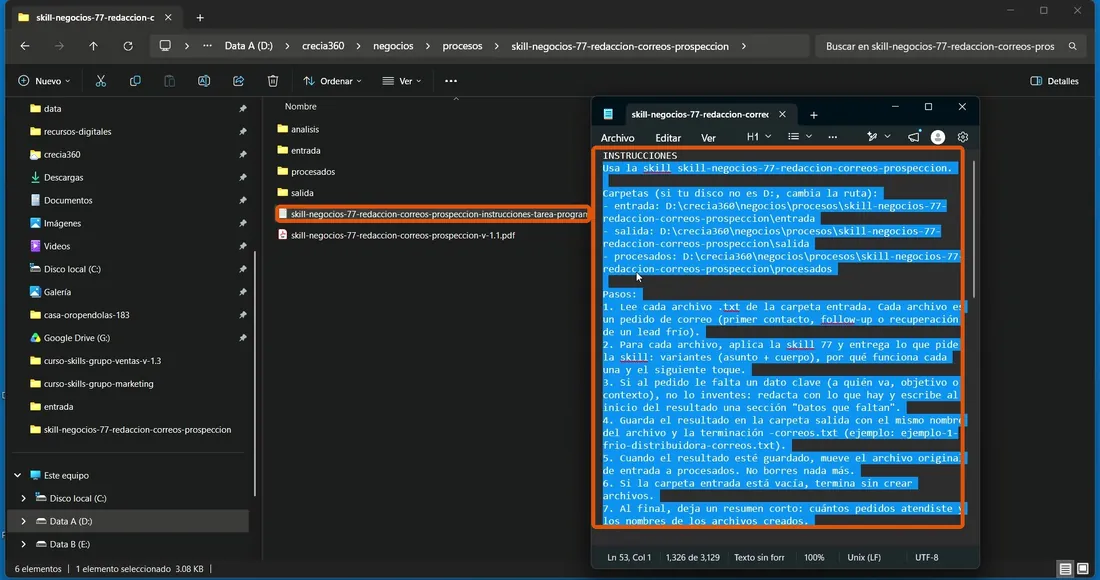 skill-negocios-77-redaccion-c
Data A (D:) > crecia360 > negocios > procesos > skill-negocios-77-redaccion-correos-prospeccion >
Buscar en skill-negocios-77-redaccion-correos-pros
Nuevo
Ordenar
Ver
Detalles
data
recursos-digitales
crecia360
Descargas
Documentos
Imágenes
Videos
Disco local (C:)
Galería
casa-oropendolas-183
Google Drive (G:)
curso-skills-grupo-ventas-v-1.3
curso-skills-grupo-marketing
entrada
skill-negocios-77-redaccion-correos-prospeccion
Este equipo
Disco local (C:)
Data A (D:)
Data B (E:)
Nombre
analisis
entrada
procesados
salida
skill-negocios-77-redaccion-correos-prospeccion-instrucciones-tarea-program
skill-negocios-77-redaccion-correos-prospeccion-v-1.1.pdf
6 elementos
1 elemento seleccionado 3.08 KB
skill-negocios-77-redaccion-correc
Archivo
Editar
Ver
H1
INSTRUCCIONES
Usa la skill skill-negocios-77-redaccion-correos-prospeccion.
Carpetas (si tu disco no es D:, cambia la ruta):
- entrada: D:\crecia360\negocios\procesos\skill-negocios-77-
redaccion-correos-prospeccion\entrada
- salida: D:\crecia360\negocios\procesos\skill-negocios-77-
redaccion-correos-prospeccion\salida
- procesados: D:\crecia360\negocios\procesos\skill-negocios-77-
redaccion-correos-prospeccion\procesados
Pasos:
1. Lee cada archivo .txt de la carpeta entrada. Cada archivo es
un pedido de correo (primer contacto, follow-up o recuperación
de un lead frío).
2. Para cada archivo, aplica la skill 77 y entrega lo que pide
la skill: variantes (asunto + cuerpo), por qué funciona cada
una y el siguiente toque.
3. Si al pedido le falta un dato clave (a quién va, objetivo o
contexto), no lo inventes: redacta con lo que hay y escribe al
inicio del resultado una sección "Datos que faltan".
4. Guarda el resultado en la carpeta salida con el mismo nombre
del archivo y la terminación -correos.txt (ejemplo: ejemplo-1-
frio-distribuidora-correos.txt).
5. Cuando el resultado esté guardado, mueve el archivo original
de entrada a procesados. No borres nada más.
6. Si la carpeta entrada está vacía, termina sin crear
archivos.
7. Al final, deja un resumen corto: cuántos pedidos atendiste y
los nombres de los archivos creados.
Ln 53, Col 1
1,326 de 3,129
Texto sin forr
100%
Unix (LF)
UTF-8